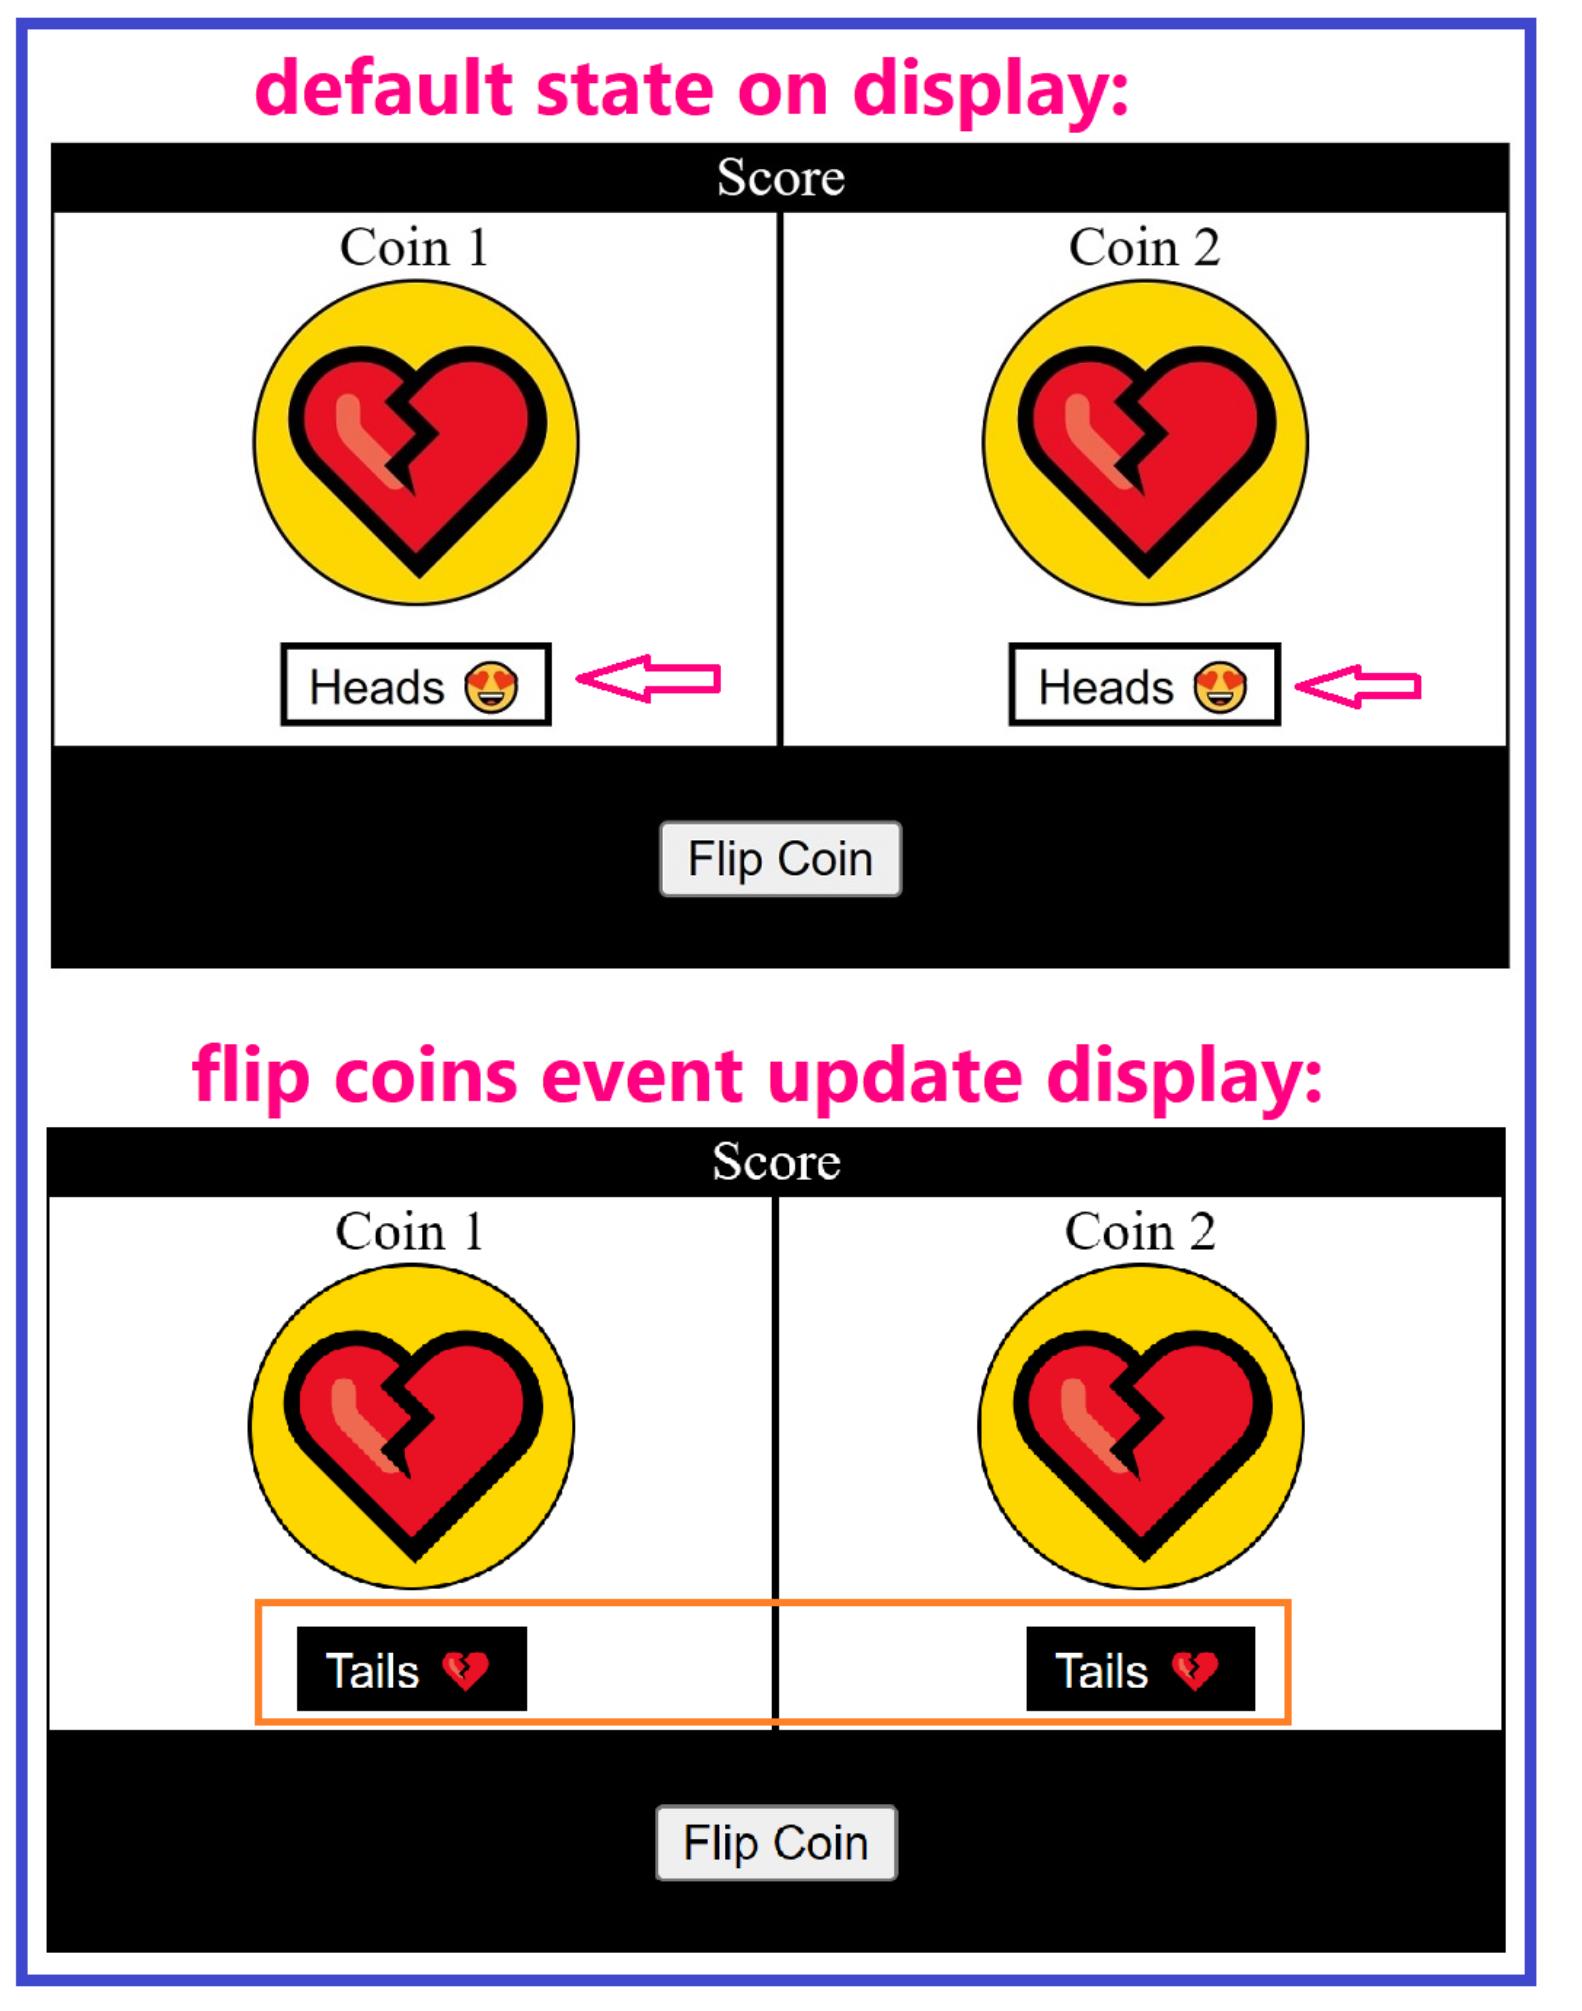 default state on display:
Score
Coin 1 Coin 2
Heads 😍 Heads 😍
Flip Coin
flip coins event update display:
Score
Coin 1 Coin 2
Tails 💔 Tails 💔
Flip Coin